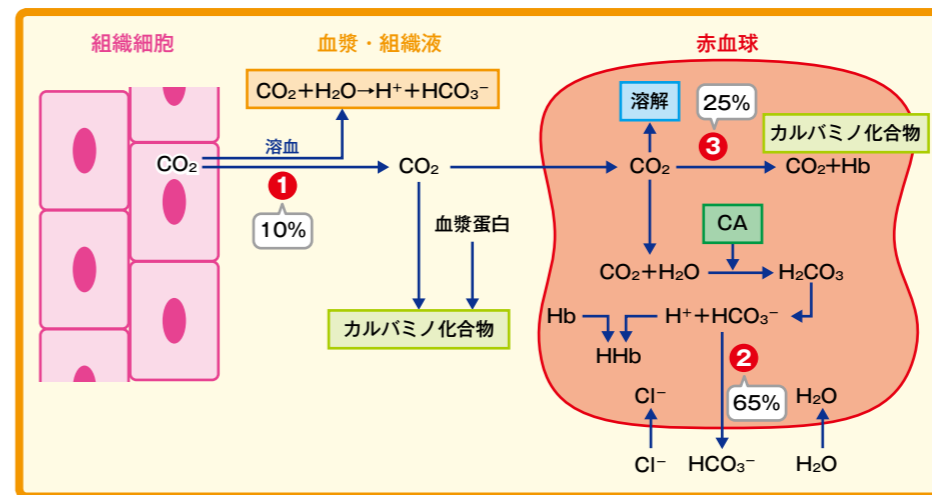 組織細胞
血漿・組織液
赤血球
CO₂＋H₂O→H⁺＋HCO₃⁻
溶解
25%
3
カルバミノ化合物
CO₂
溶血
CO₂
CO₂
CO₂＋Hb
1
10%
血漿蛋白
CA
CO₂＋H₂O
H₂CO₃
カルバミノ化合物
Hb
H⁺＋HCO₃⁻
HHb
2
65%
Cl⁻
H₂O
Cl⁻
HCO₃⁻
H₂O